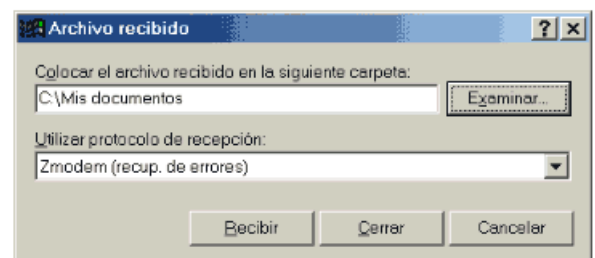 Archivo recibido
Colocar el archivo recibido en la siguiente carpeta:
C:\Mis documentos
Examinar...
Utilizar protocolo de recepción:
Zmodem (recup. de errores)
Recibir Cerrar Cancelar